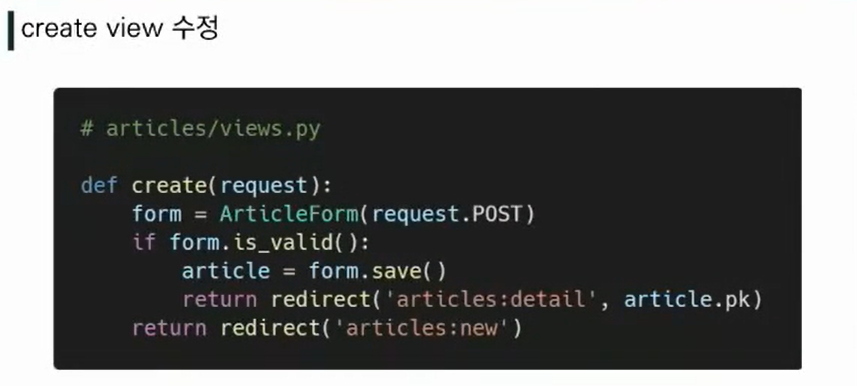 create view 수정
# articles/views.py
def create(request):
    form = ArticleForm(request.POST)
    if form.is_valid():
        article = form.save()
        return redirect('articles:detail', article.pk)
    return redirect('articles:new')